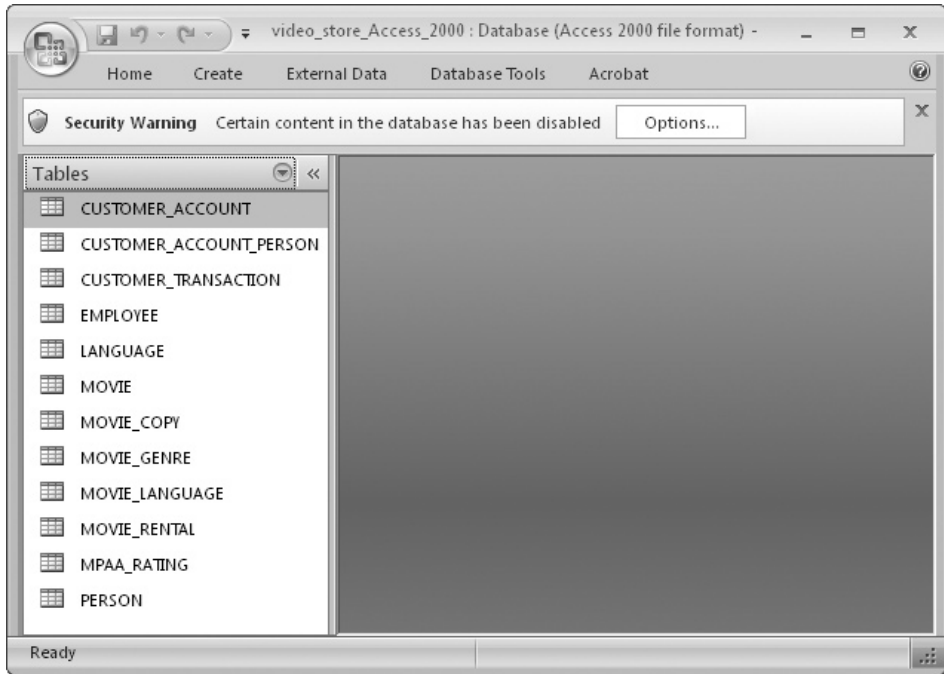 video_store_Access_2000 : Database (Access 2000 file format) -
Home Create External Data Database Tools Acrobat
Security Warning Certain content in the database has been disabled Options...
Tables
CUSTOMER_ACCOUNT
CUSTOMER_ACCOUNT_PERSON
CUSTOMER_TRANSACTION
EMPLOYEE
LANGUAGE
MOVIE
MOVIE_COPY
MOVIE_GENRE
MOVIE_LANGUAGE
MOVIE_RENTAL
MPAA_RATING
PERSON
Ready